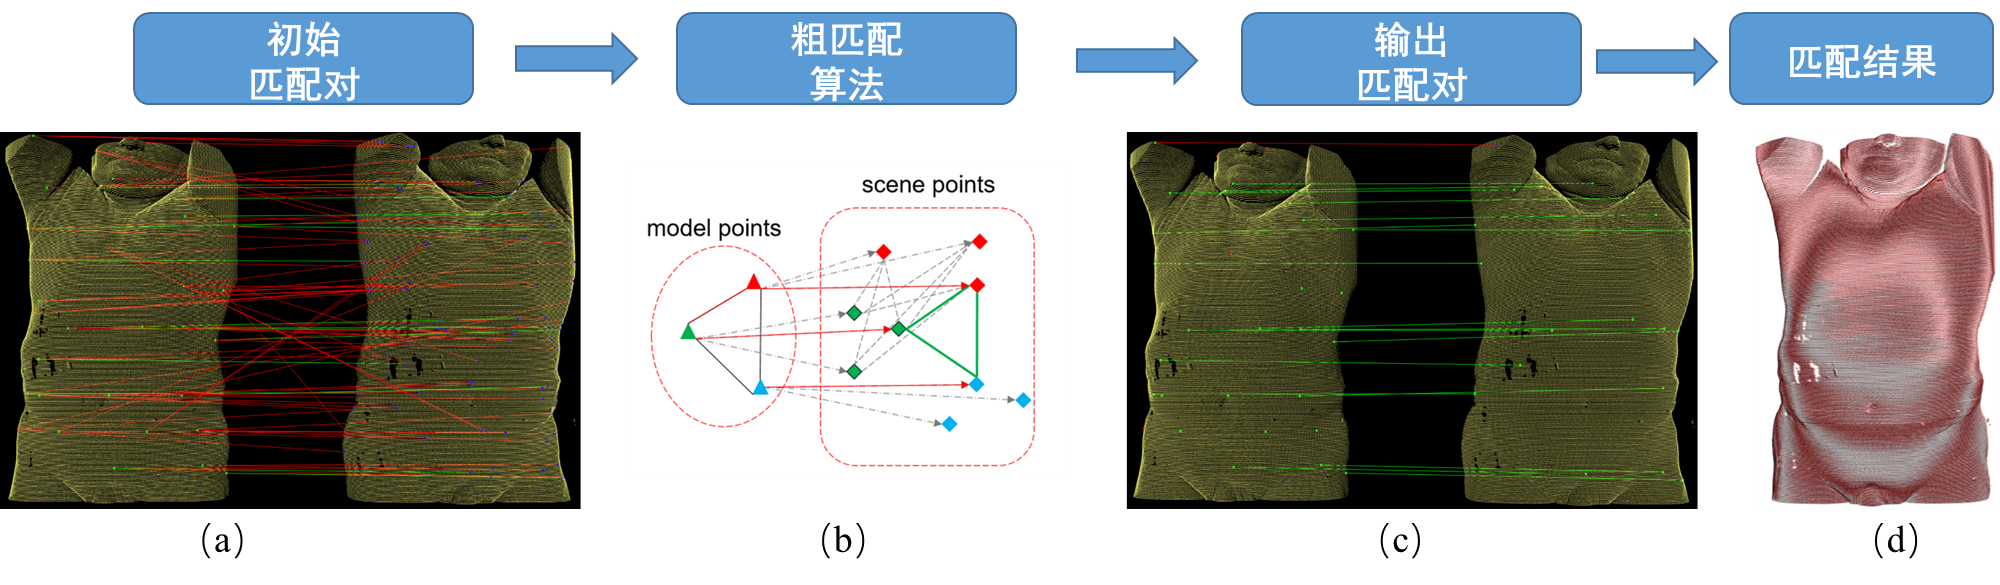 初始
匹配对
粗匹配
算法
输出
匹配对
匹配结果
scene points
model points
(a)
(b)
(c)
(d)